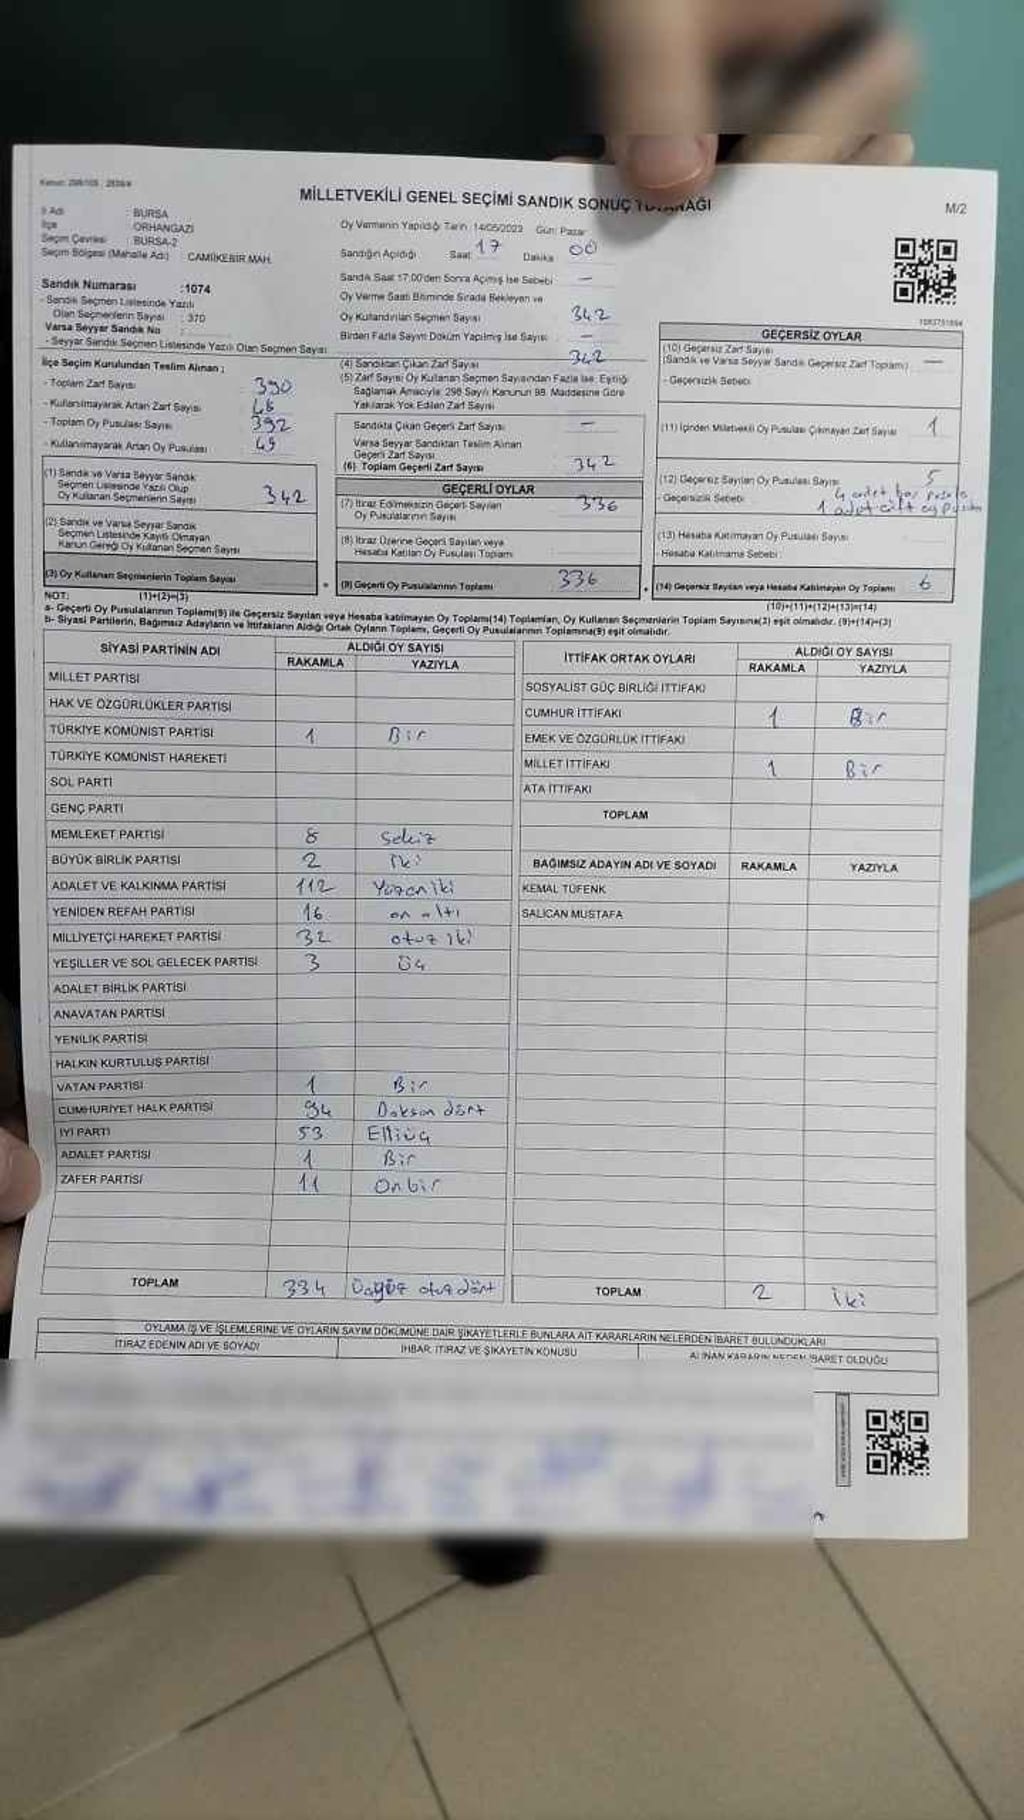 Kanun: 298/105 : 2839/4
MİLLETVEKİLİ GENEL SEÇİMİ SANDIK SONUÇ
M/2
İl Adı : BURSA
İlçe : ORHANGAZİ
Seçim Çevresi : BURSA-2
Seçim Bölgesi (Mahalle Adı) : CAMİİKEBİR MAH.
Oy Vermenin Yapıldığı Tarih : 14/05/2023 Gün: Pazar
Sandığın Açıldığı Saat 17 Dakika 00
Sandık Saat 17:00'den Sonra Açılmış İse Sebebi —
Oy Verme Saati Bitiminde Sırada Bekleyen ve
Oy Kullandırılan Seçmen Sayısı 342
Birden Fazla Sayım Döküm Yapılmış İse Sayısı —
Sandık Numarası :1074
- Sandık Seçmen Listesinde Yazılı
Olan Seçmenlerin Sayısı : 370
Varsa Seyyar Sandık No :
- Seyyar Sandık Seçmen Listesinde Yazılı Olan Seçmen Sayısı
İlçe Seçim Kurulundan Teslim Alınan ;
- Toplam Zarf Sayısı 390
- Kullanılmayarak Artan Zarf Sayısı 48
- Toplam Oy Pusulası Sayısı 392
- Kullanılmayarak Artan Oy Pusulası 49
(1) Sandık ve Varsa Seyyar Sandık
Seçmen Listesinde Yazılı Olup
Oy Kullanan Seçmenlerin Sayısı 342
(2) Sandık ve Varsa Seyyar Sandık
Seçmen Listesinde Kayıtlı Olmayan
Kanun Gereği Oy Kullanan Seçmen Sayısı
(3) Oy Kullanan Seçmenlerin Toplam Sayısı
(4) Sandıktan Çıkan Zarf Sayısı 342
(5) Zarf Sayısı Oy Kullanan Seçmen Sayısından Fazla İse, Eşitliği
Sağlamak Amacıyla; 298 Sayılı Kanunun 98. Maddesine Göre
Yakılarak Yok Edilen Zarf Sayısı
Sandıkta Çıkan Geçerli Zarf Sayısı —
Varsa Seyyar Sandıktan Teslim Alınan
Geçerli Zarf Sayısı
(6) Toplam Geçerli Zarf Sayısı 342
GEÇERLİ OYLAR
(7) İtiraz Edilmeksizin Geçerli Sayılan
Oy Pusulalarının Sayısı 336
(8) İtiraz Üzerine Geçerli Sayılan veya
Hesaba Katılan Oy Pusulası Toplamı
(9) Geçerli Oy Pusulalarının Toplamı 336
GEÇERSİZ OYLAR
(10) Geçersiz Zarf Sayısı
(Sandık ve Varsa Seyyar Sandık Geçersiz Zarf Toplamı) —
- Geçersizlik Sebebi
(11) İçinden Milletvekili Oy Pusulası Çıkmayan Zarf Sayısı 1
(12) Geçersiz Sayılan Oy Pusulası Sayısı 5
- Geçersizlik Sebebi 4 adet boş pusula
1 adet çift oy pusula
(13) Hesaba Katılmayan Oy Pusulası Sayısı
- Hesaba Katılmama Sebebi :
(14) Geçersiz Sayılan veya Hesaba Katılmayan Oy Toplamı 6
NOT: (1)+(2)=(3)
(10)+(11)+(12)+(13)=(14)
a- Geçerli Oy Pusulalarının Toplamı(9) ile Geçersiz Sayılan veya Hesaba katılmayan Oy Toplamı(14) Toplamları, Oy Kullanan Seçmenlerin Toplam Sayısına(3) eşit olmalıdır. (9)+(14)=(3)
b- Siyasi Partilerin, Bağımsız Adayların ve İttifakların Aldığı Ortak Oyların Toplamı, Geçerli Oy Pusulalarının Toplamına(9) eşit olmalıdır.
SİYASİ PARTİNİN ADI ALDIĞI OY SAYISI
RAKAMLA YAZIYLA
MİLLET PARTİSİ
HAK VE ÖZGÜRLÜKLER PARTİSİ
TÜRKİYE KOMÜNİST PARTİSİ 1 Bir
TÜRKİYE KOMÜNİST HAREKETİ
SOL PARTİ
GENÇ PARTİ
MEMLEKET PARTİSİ 8 Sekiz
BÜYÜK BİRLİK PARTİSİ 2 İki
ADALET VE KALKINMA PARTİSİ 112 Yüzoniki
YENİDEN REFAH PARTİSİ 16 on altı
MİLLİYETÇİ HAREKET PARTİSİ 32 otuz iki
YEŞİLLER VE SOL GELECEK PARTİSİ 3 Üç
ADALET BİRLİK PARTİSİ
ANAVATAN PARTİSİ
YENİLİK PARTİSİ
HALKIN KURTULUŞ PARTİSİ
VATAN PARTİSİ 1 Bir
CUMHURİYET HALK PARTİSİ 94 Doksan dört
İYİ PARTİ 53 Elliüç
ADALET PARTİSİ 1 Bir
ZAFER PARTİSİ 11 Onbir
TOPLAM 334 Üçyüz otuz dört
İTTİFAK ORTAK OYLARI ALDIĞI OY SAYISI
RAKAMLA YAZIYLA
SOSYALİST GÜÇ BİRLİĞİ İTTİFAKI
CUMHUR İTTİFAKI 1 Bir
EMEK VE ÖZGÜRLÜK İTTİFAKI
MİLLET İTTİFAKI 1 Bir
ATA İTTİFAKI
TOPLAM
BAĞIMSIZ ADAYIN ADI VE SOYADI RAKAMLA YAZIYLA
KEMAL TÜFENK
SALİCAN MUSTAFA
TOPLAM 2 İki
OYLAMA İŞ VE İŞLEMLERİNE VE OYLARIN SAYIM DÖKÜMÜNE DAİR ŞİKAYETLERLE BUNLARA AİT KARARLARIN NELERDEN İBARET BULUNDUKLARI
İTİRAZ EDENİN ADI VE SOYADI İHBAR, İTİRAZ VE ŞİKAYETİN KONUSU ALINAN KARARIN NEDEN İBARET OLDUĞU